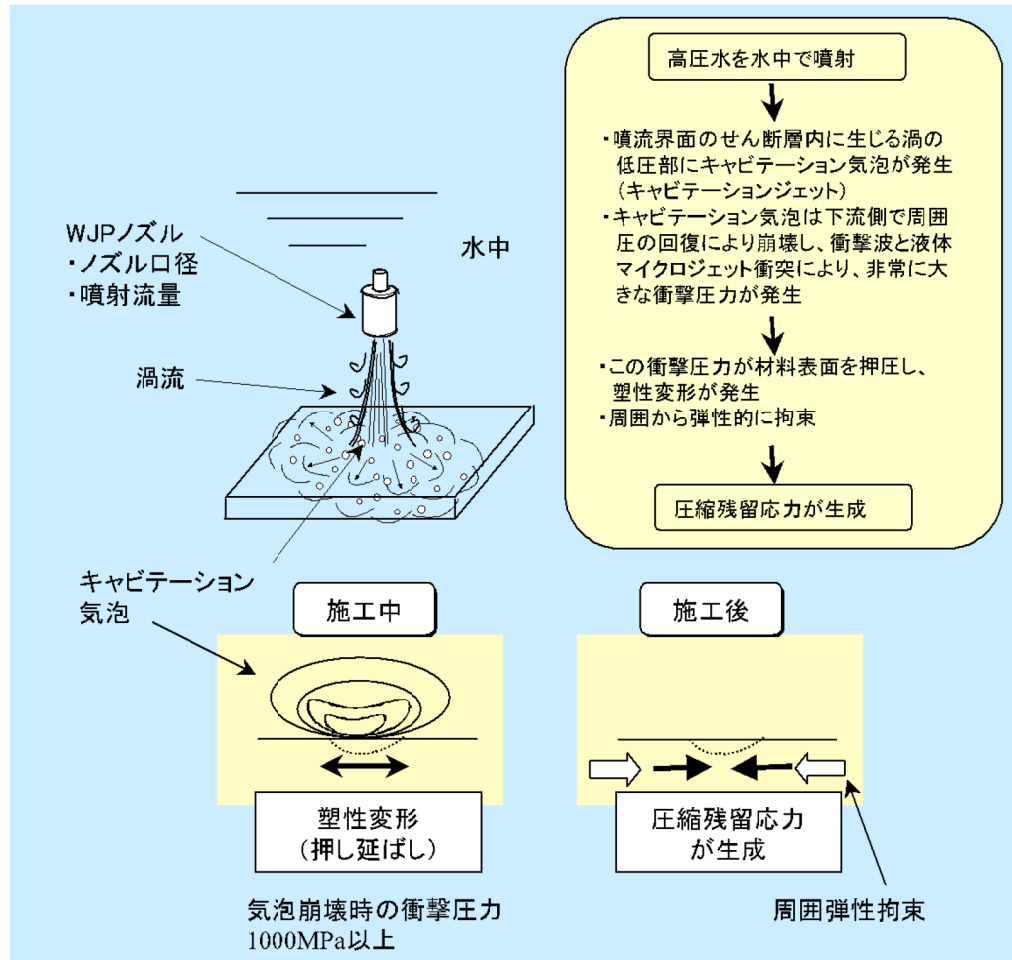 高圧水を水中で噴射
・噴流界面のせん断層内に生じる渦の
低圧部にキャビテーション気泡が発生
(キャビテーションジェット)
・キャビテーション気泡は下流側で周囲
圧の回復により崩壊し、衝撃波と液体
マイクロジェット衝突により、非常に大
きな衝撃圧力が発生
・この衝撃圧力が材料表面を押圧し、
塑性変形が発生
・周囲から弾性的に拘束
圧縮残留応力が生成
WJPノズル
・ノズル口径
・噴射流量
水中
渦流
キャビテーション
気泡
施工中
塑性変形
(押し延ばし)
気泡崩壊時の衝撃圧力
1000MPa以上
施工後
圧縮残留応力
が生成
周囲弾性拘束